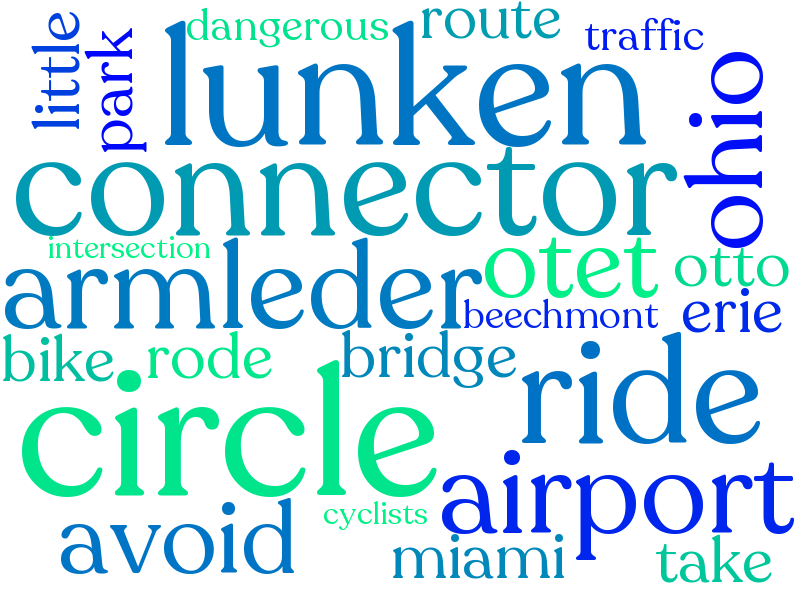 little
park
dangerous
route
traffic
lunken
ohio
connector
intersection
armleder
otet
otto
beechmont
erie
bike
rode
bridge
ride
circle
airport
avoid
cyclists
miami
take